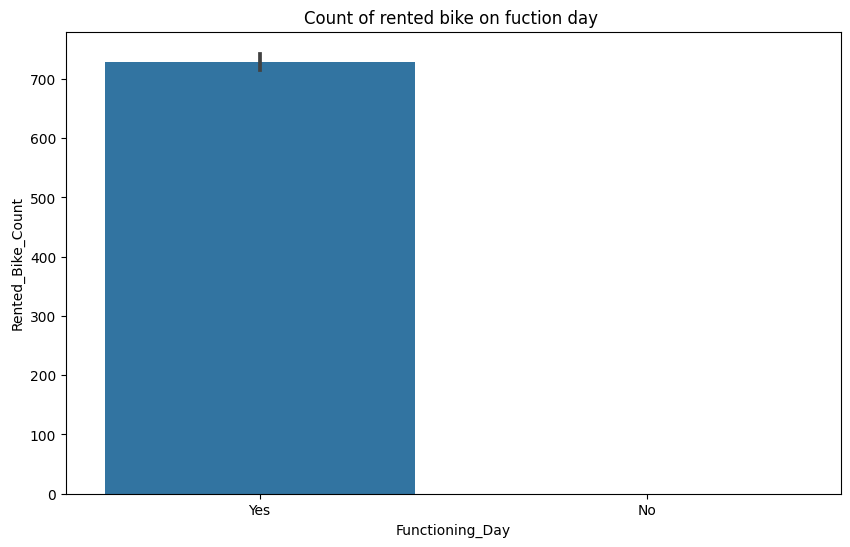 Count of rented bike on fuction day
700
600
500
400
300
200
100
0
Rented_Bike_Count
Yes No
Functioning_Day